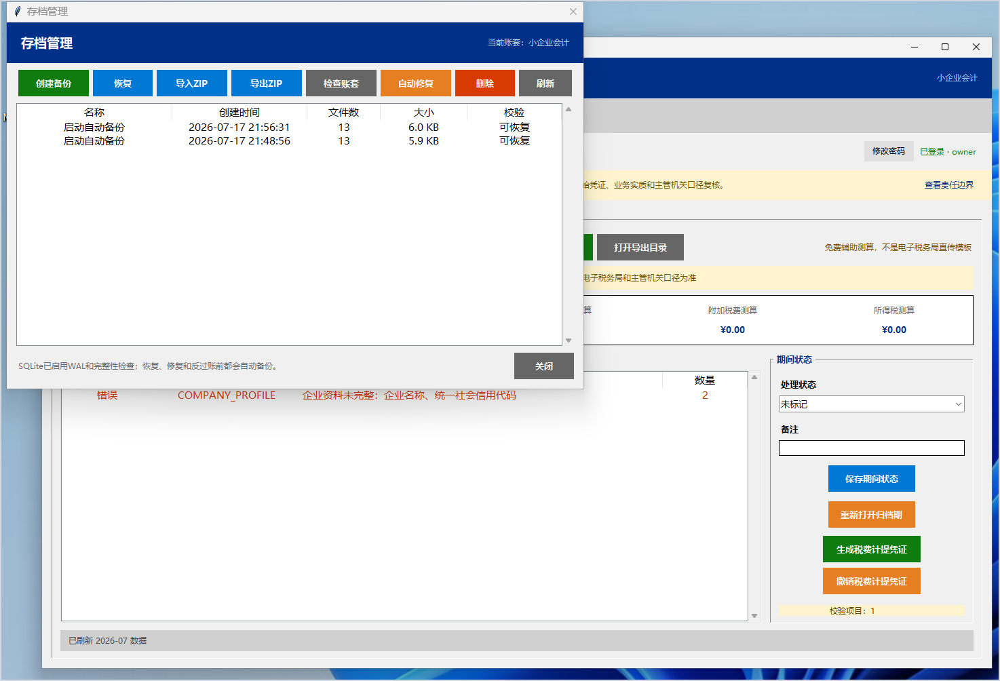 存档管理
存档管理
当前账套：小企业会计
创建备份 恢复 导入ZIP 导出ZIP 检查账套 自动修复 删除 刷新
名称 创建时间 文件数 大小 校验
启动自动备份 2026-07-17 21:56:31 13 6.0 KB 可恢复
启动自动备份 2026-07-17 21:48:56 13 5.9 KB 可恢复
SQLite已启用WAL和完整性检查；恢复、修复和反过账前都会自动备份。
关闭
小企业会计
修改密码 已登录 · owner
凭证、业务实质和主管机关口径复核。
查看责任边界
打开导出目录
免费辅助测算，不是电子税务局直传模板
电子税务局和主管机关口径为准
算 附加税费测算 所得税测算
¥0.00 ¥0.00
数量
错误 COMPANY_PROFILE 企业资料未完整：企业名称、统一社会信用代码 2
期间状态
处理状态
未标记
备注
保存期间状态
重新打开归档期
生成税费计提凭证
撤销税费计提凭证
校验项目：1
已刷新 2026-07 数据